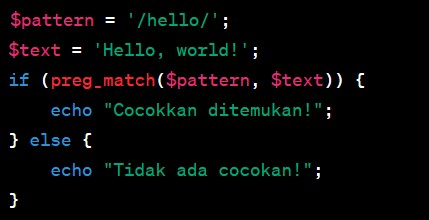 $pattern = '/hello/';
$text = 'Hello, world!';
if (preg_match($pattern, $text)) {
    echo "Cocokkan ditemukan!";
} else {
    echo "Tidak ada cocokan!";
}